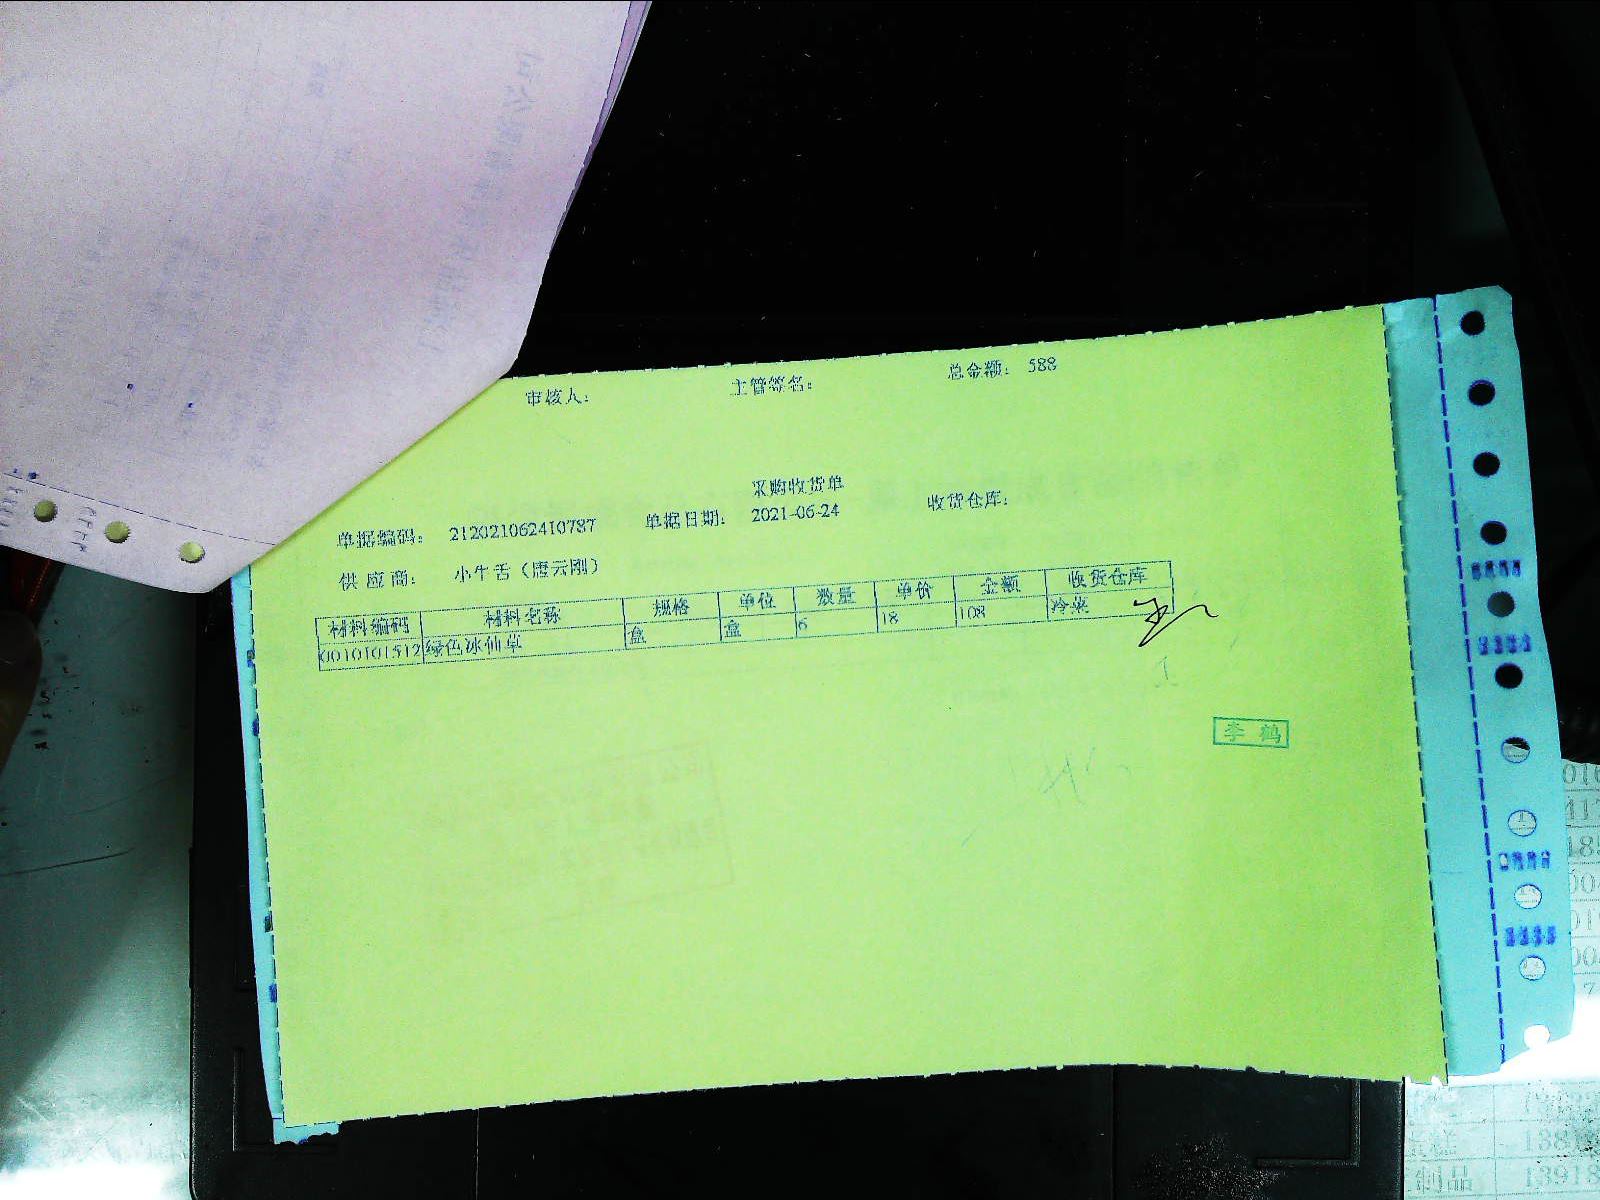 审核人： 主管签名： 总金额： 588
采购收货单
单据编码： 212021062410787 单据日期： 2021-06-24 收货仓库：
供应商： 小牛舌（唐云刚）
材料编码 材料名称 规格 单位 数量 单价 金额 收货仓库
0010101512 绿色冰仙草 盒 盒 6 18 108 冷菜
李鹤
制品 13918